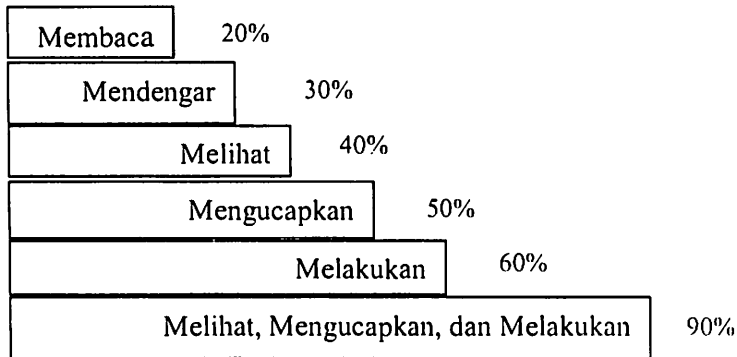 Membaca 20%
Mendengar 30%
Melihat 40%
Mengucapkan 50%
Melakukan 60%
Melihat, Mengucapkan, dan Melakukan 90%